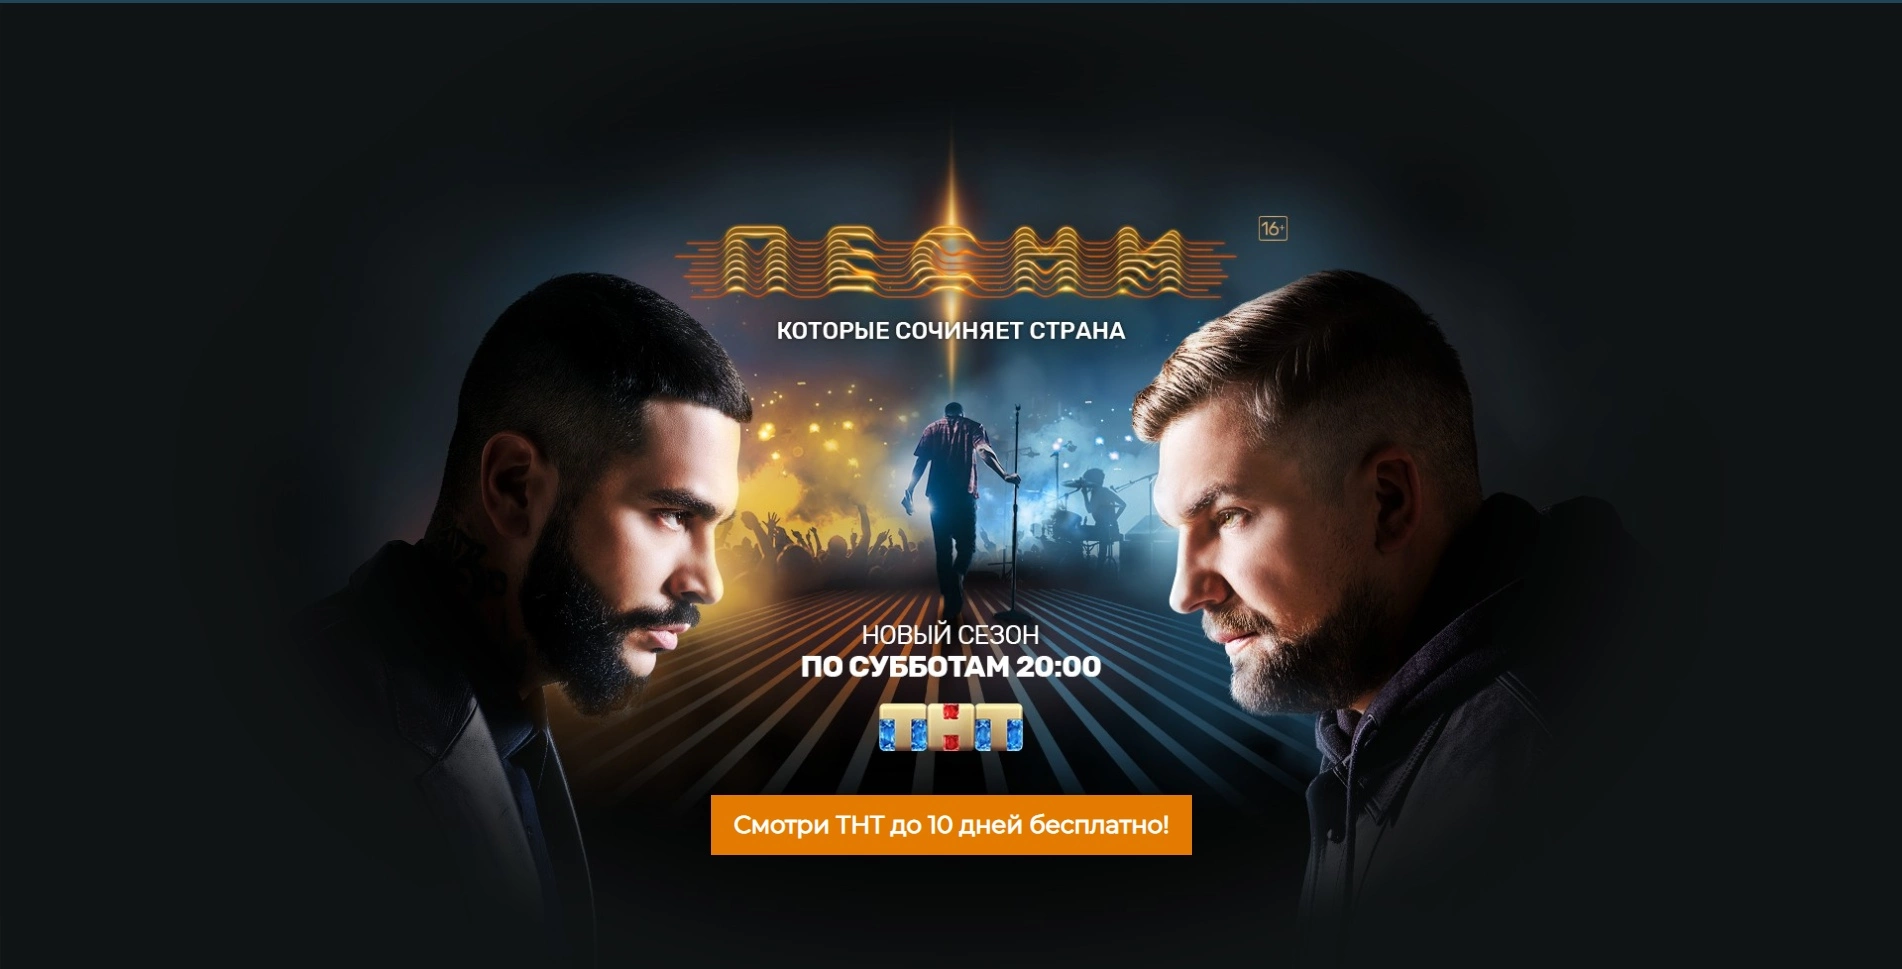 ПЕСНИ
16+
КОТОРЫЕ СОЧИНЯЕТ СТРАНА
НОВЫЙ СЕЗОН
ПО СУББОТАМ 20:00
ТНТ
Смотри ТНТ до 10 дней бесплатно!